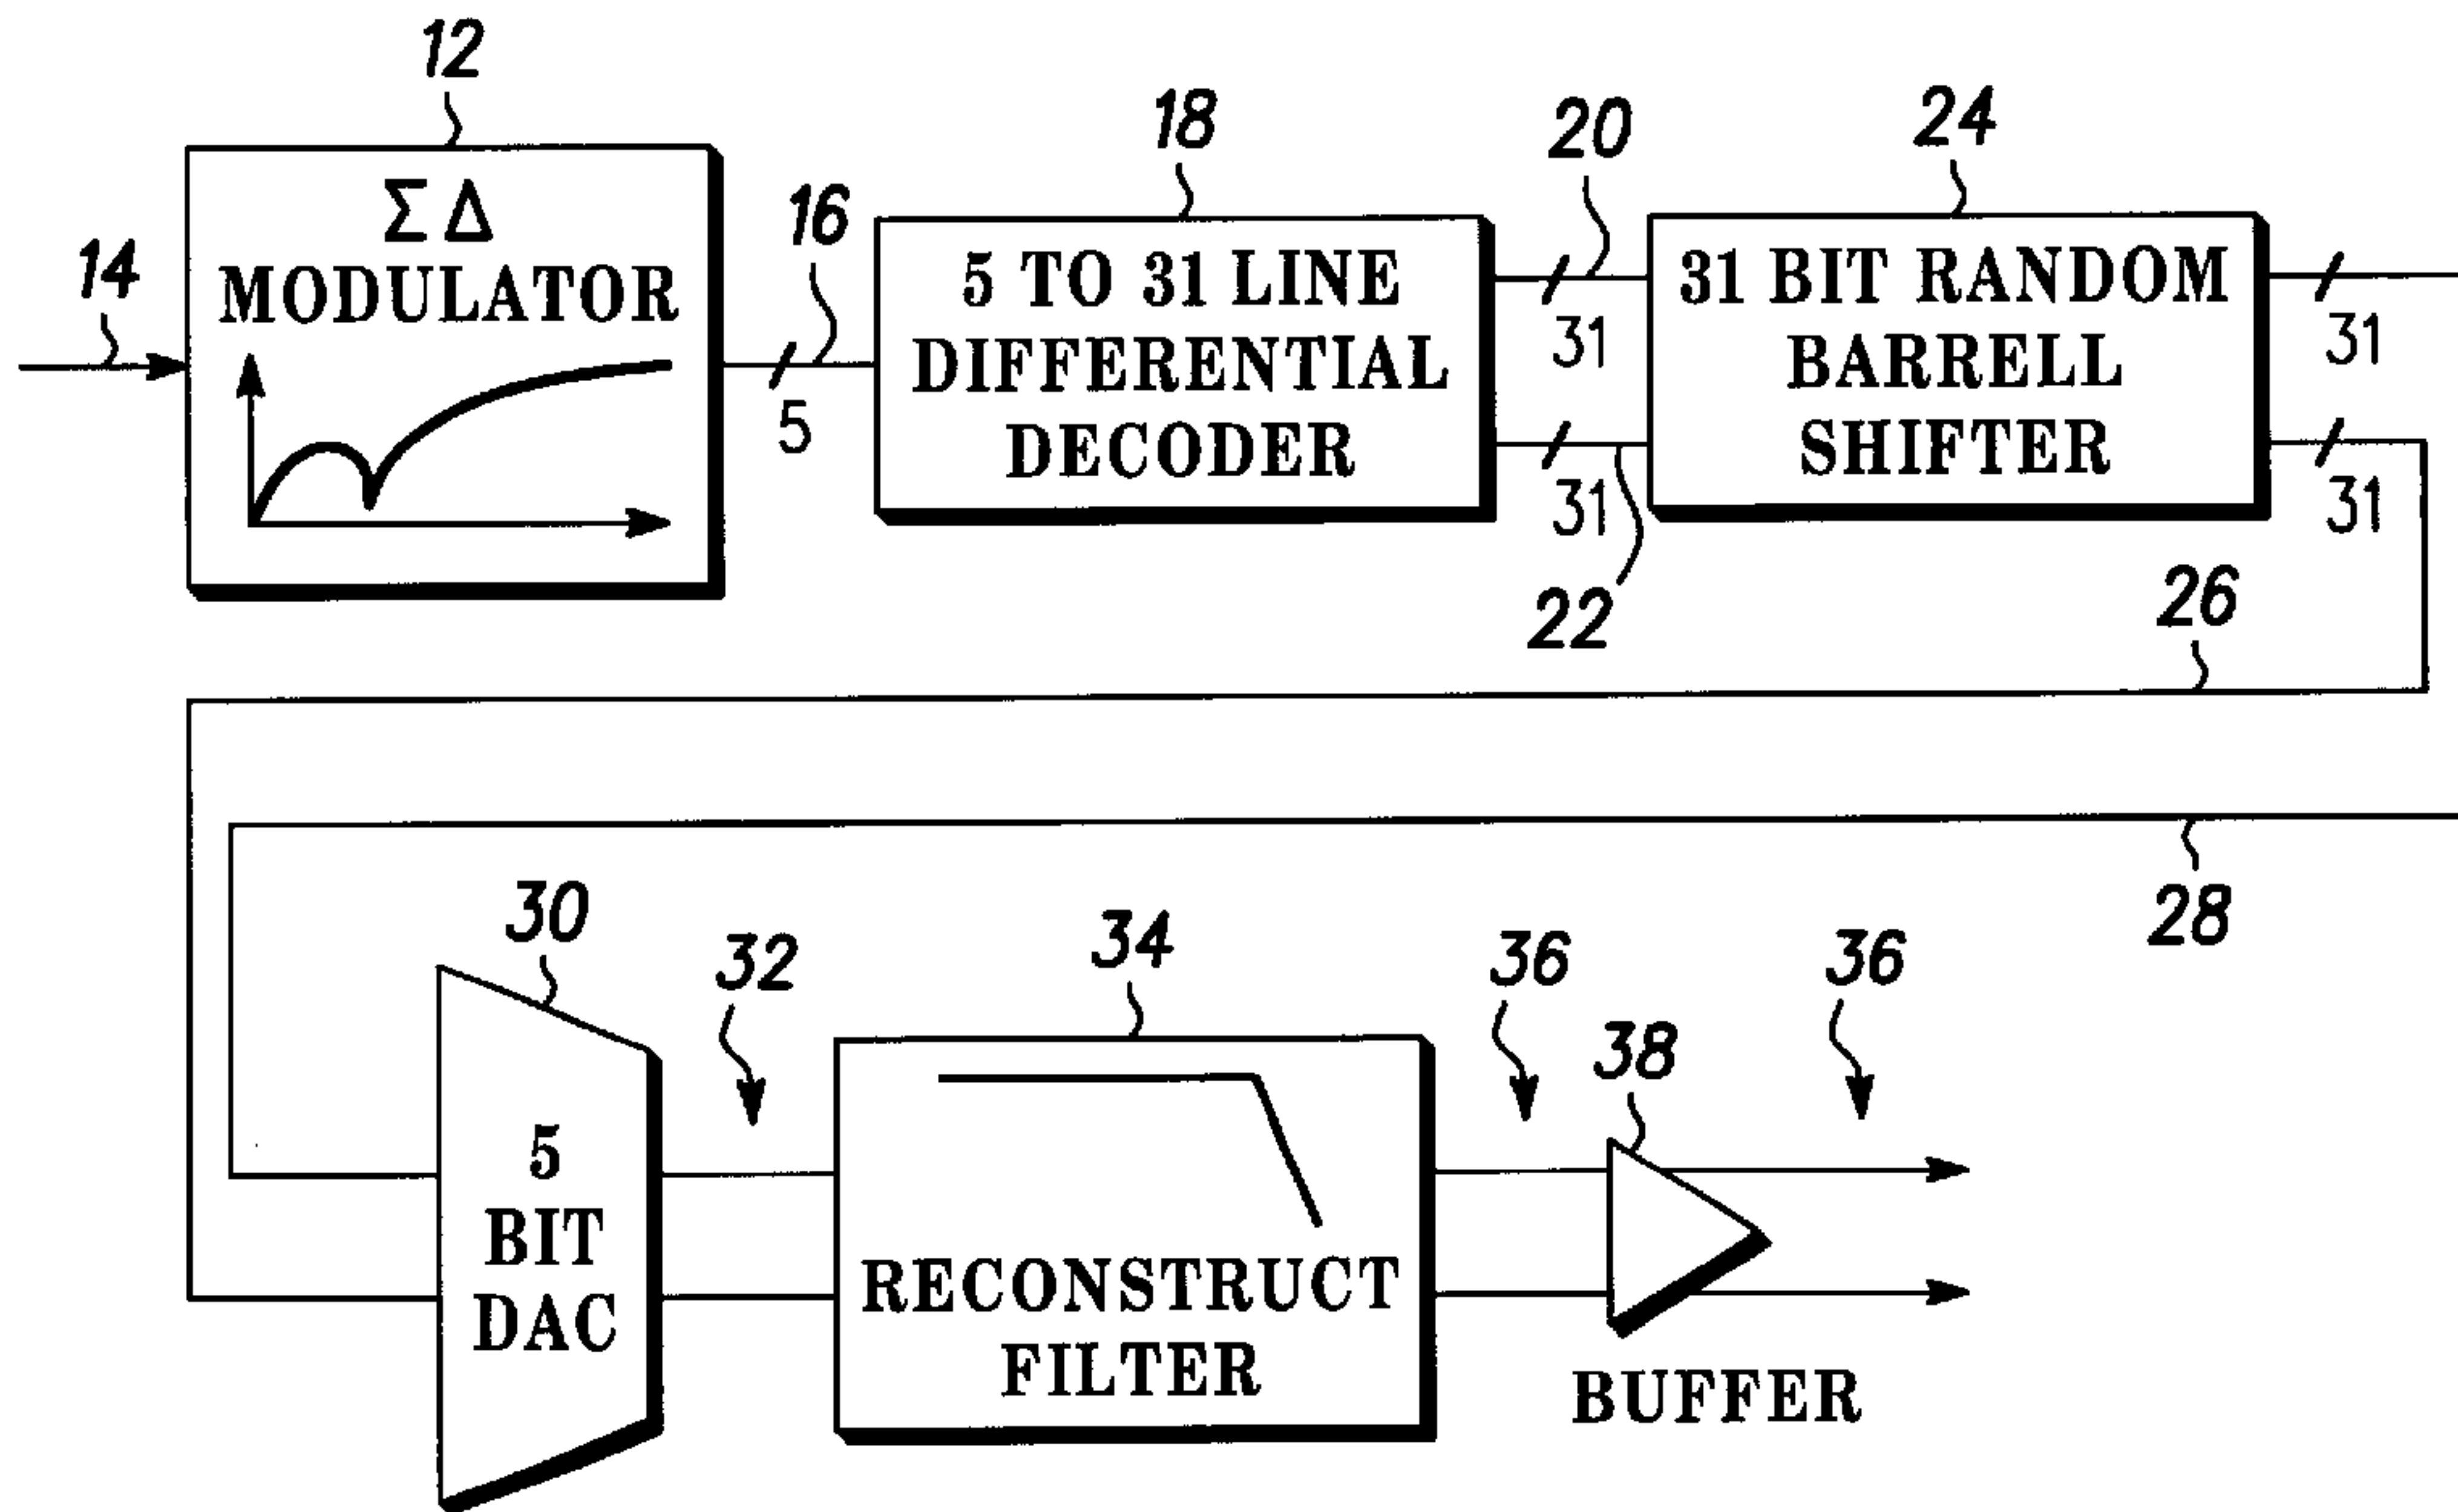 12
ΣΔ
MODULATOR
14
16
5
18
5 TO 31 LINE
DIFFERENTIAL
DECODER
20
31
31
22
24
31 BIT RANDOM
BARRELL
SHIFTER
31
31
26
28
30
5
BIT
DAC
32
34
RECONSTRUCT
FILTER
36
38
36
BUFFER